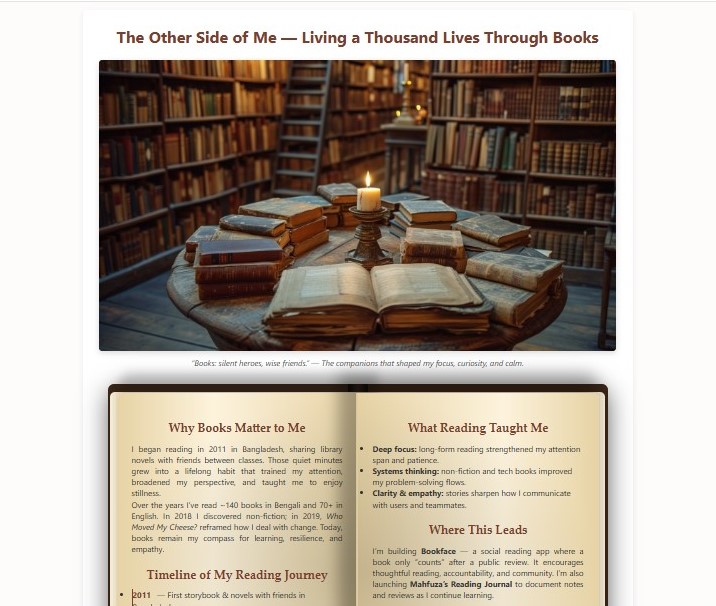 The Other Side of Me — Living a Thousand Lives Through Books
"Books: silent heroes, wise friends." — The companions that shaped my focus, curiosity, and calm.
Why Books Matter to Me
I began reading in 2011 in Bangladesh, sharing library
novels with friends between classes. Those quiet minutes
grew into a lifelong habit that trained my attention,
broadened my perspective, and taught me to enjoy
stillness.
Over the years I've read ~140 books in Bengali and 70+ in
English. In 2018 I discovered non-fiction; in 2019, Who
Moved My Cheese? reframed how I deal with change. Today,
books remain my compass for learning, resilience, and
empathy.
Timeline of My Reading Journey
2011 — First storybook & novels with friends in
What Reading Taught Me
Deep focus: long-form reading strengthened my attention
span and patience.
Systems thinking: non-fiction and tech books improved
my problem-solving flows.
Clarity & empathy: stories sharpen how I communicate
with users and teammates.
Where This Leads
I'm building Bookface — a social reading app where a
book only "counts" after a public review. It encourages
thoughtful reading, accountability, and community. I'm also
launching Mahfuza's Reading Journal to document notes
and reviews as I continue learning.